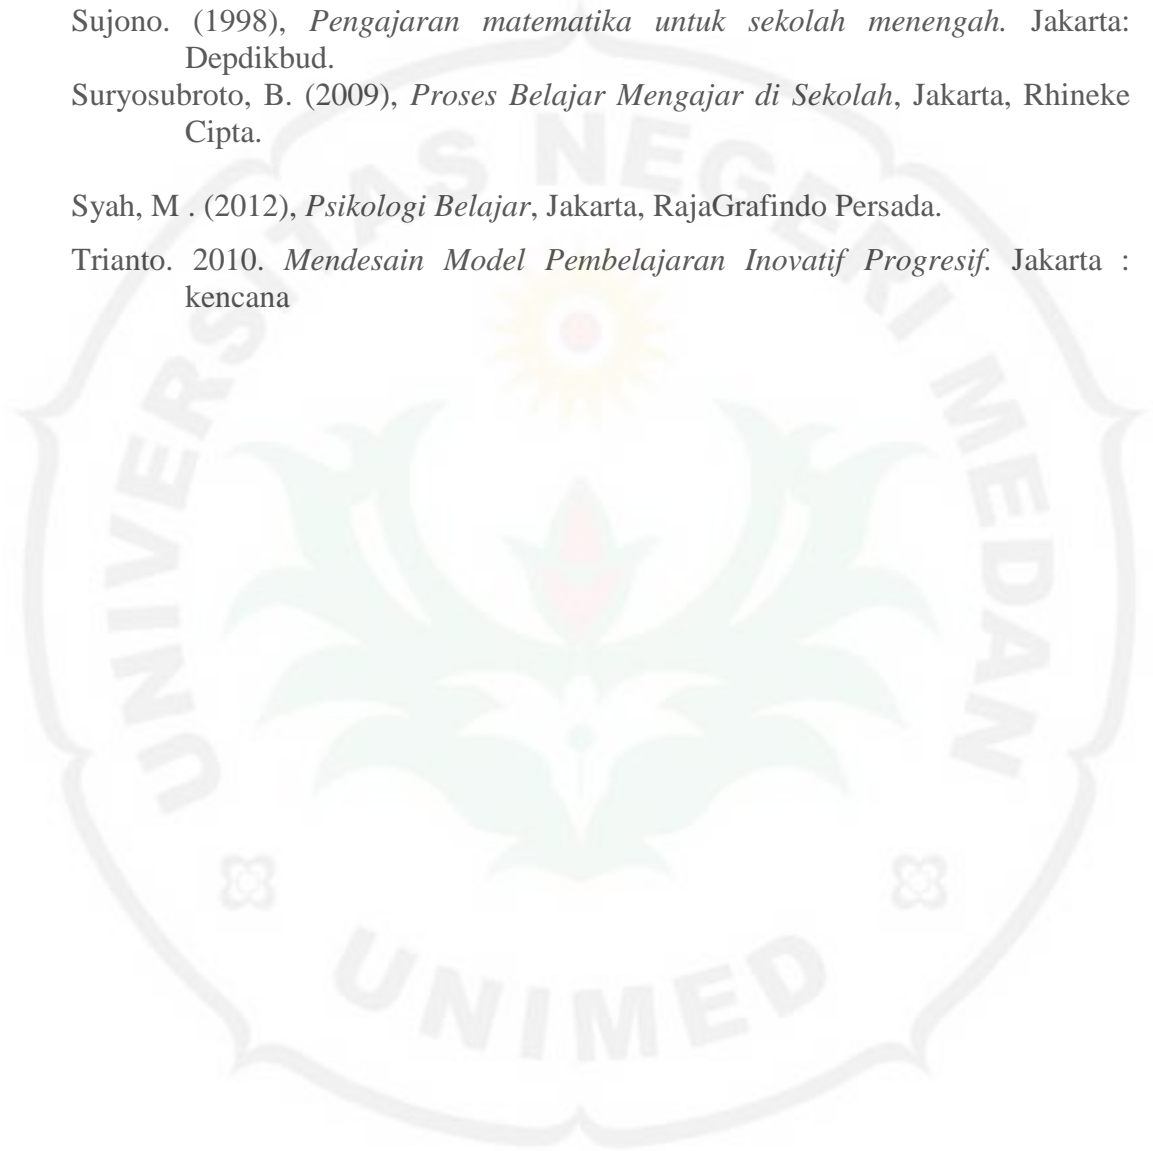 Sujono. (1998), Pengajaran matematika untuk sekolah menengah. Jakarta:
Depdikbud.
Suryosubroto, B. (2009), Proses Belajar Mengajar di Sekolah, Jakarta, Rhineke
Cipta.
Syah, M . (2012), Psikologi Belajar, Jakarta, RajaGrafindo Persada.
Trianto. 2010. Mendesain Model Pembelajaran Inovatif Progresif. Jakarta :
kencana
UNIVERSITAS NEGERI MEDAN
UNIMED